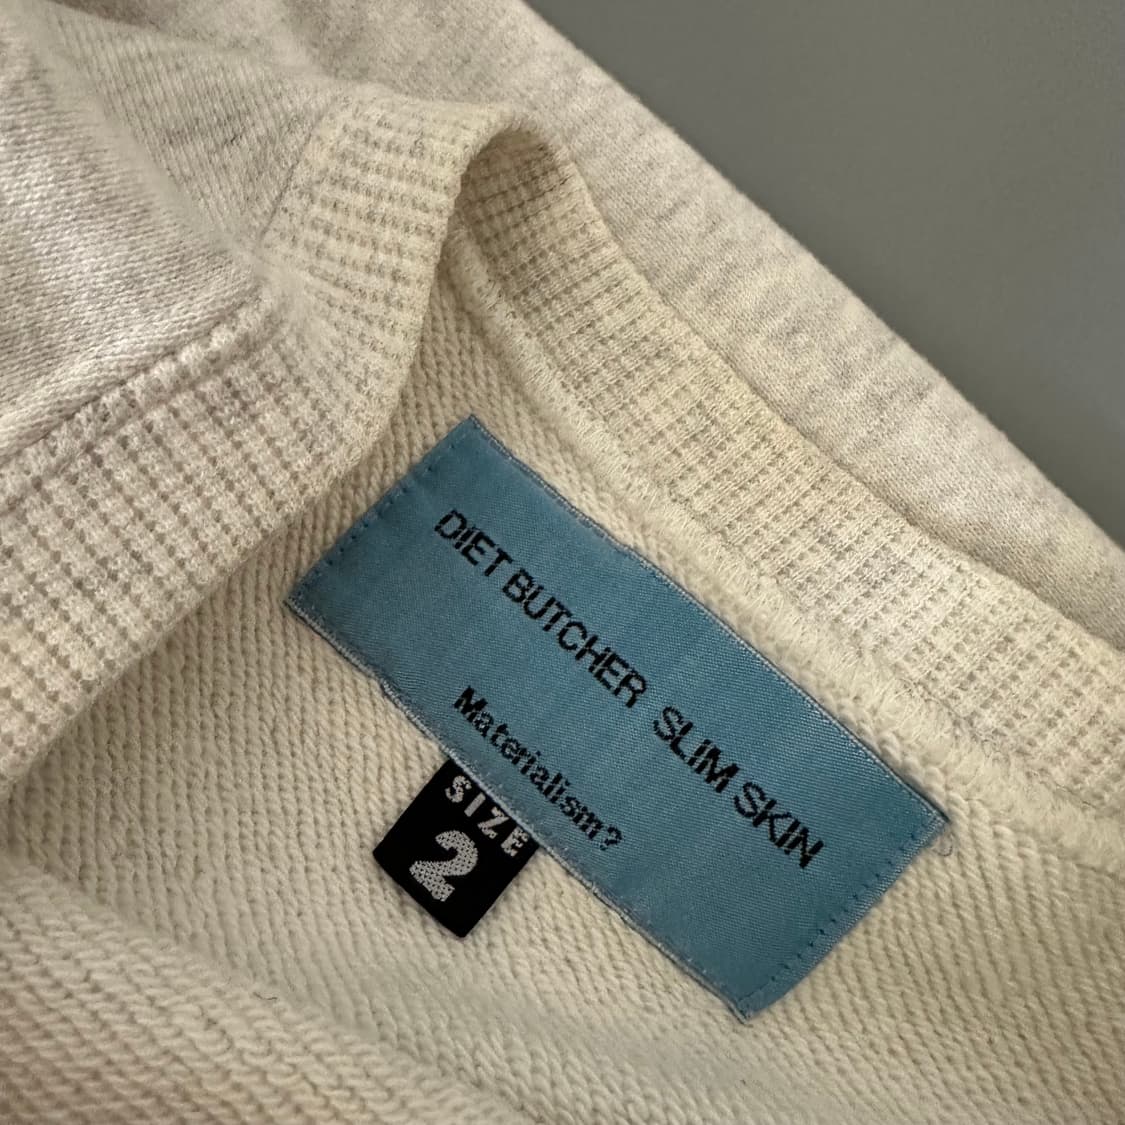 DIET BUTCHER SLIM SKIN
Materialism?
SIZE
2